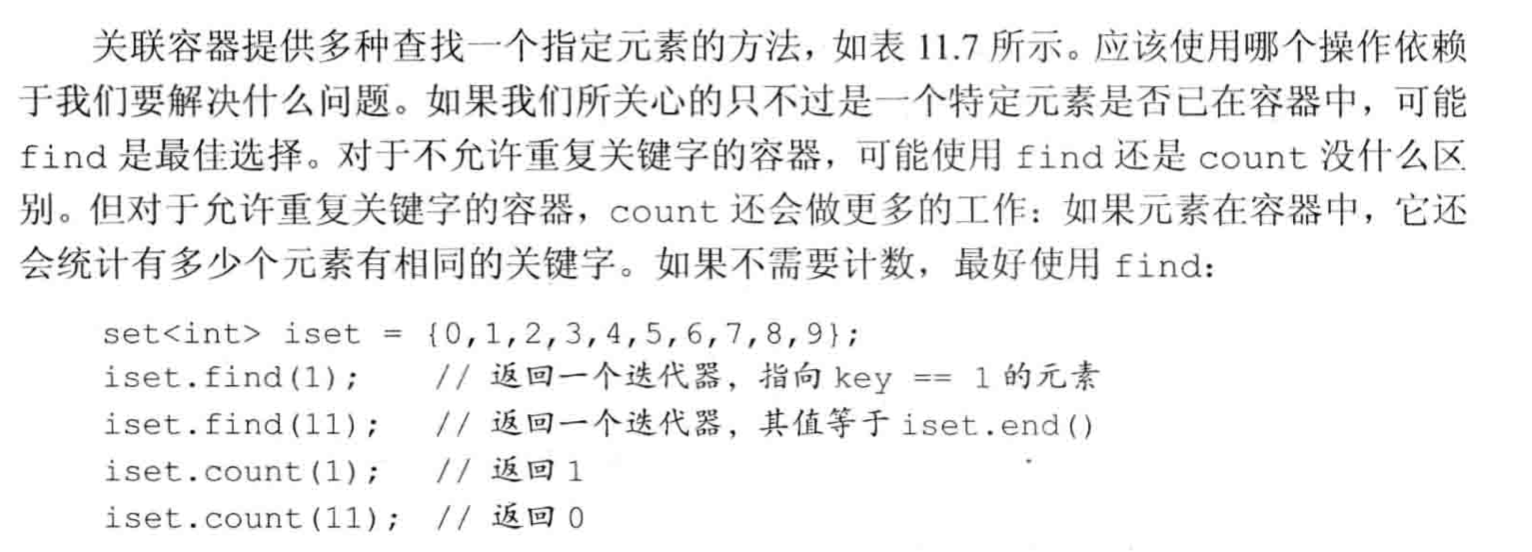 关联容器提供多种查找一个指定元素的方法，如表 11.7 所示。应该使用哪个操作依赖
于我们要解决什么问题。如果我们所关心的只不过是一个特定元素是否已在容器中，可能
find 是最佳选择。对于不允许重复关键字的容器，可能使用 find 还是 count 没什么区
别。但对于允许重复关键字的容器，count 还会做更多的工作：如果元素在容器中，它还
会统计有多少个元素有相同的关键字。如果不需要计数，最好使用 find：
set<int> iset = {0,1,2,3,4,5,6,7,8,9};
iset.find(1);    // 返回一个迭代器，指向 key == 1 的元素
iset.find(11);   // 返回一个迭代器，其值等于 iset.end()
iset.count(1);   // 返回 1
iset.count(11);  // 返回 0